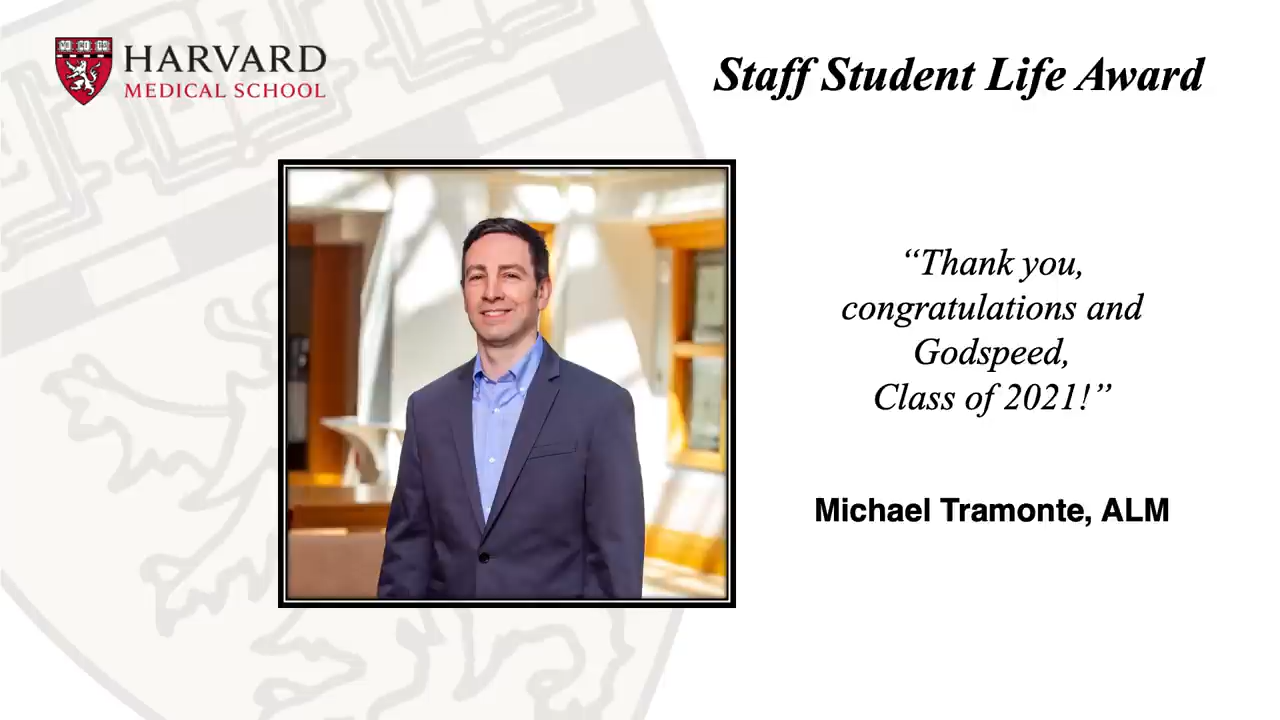 HARVARD
MEDICAL SCHOOL
Staff Student Life Award
“Thank you,
congratulations and
Godspeed,
Class of 2021!”
Michael Tramonte, ALM